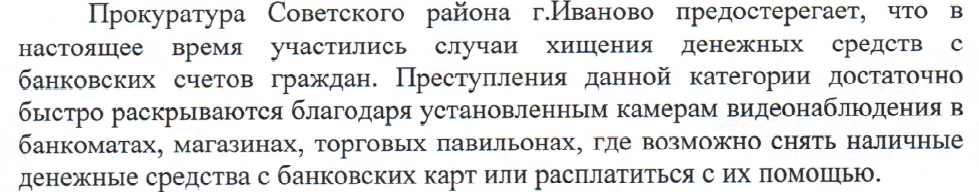 Прокуратура Советского района г.Иваново предостерегает, что в
настоящее время участились случаи хищения денежных средств с
банковских счетов граждан. Преступления данной категории достаточно
быстро раскрываются благодаря установленным камерам видеонаблюдения в
банкоматах, магазинах, торговых павильонах, где возможно снять наличные
денежные средства с банковских карт или расплатиться с их помощью.